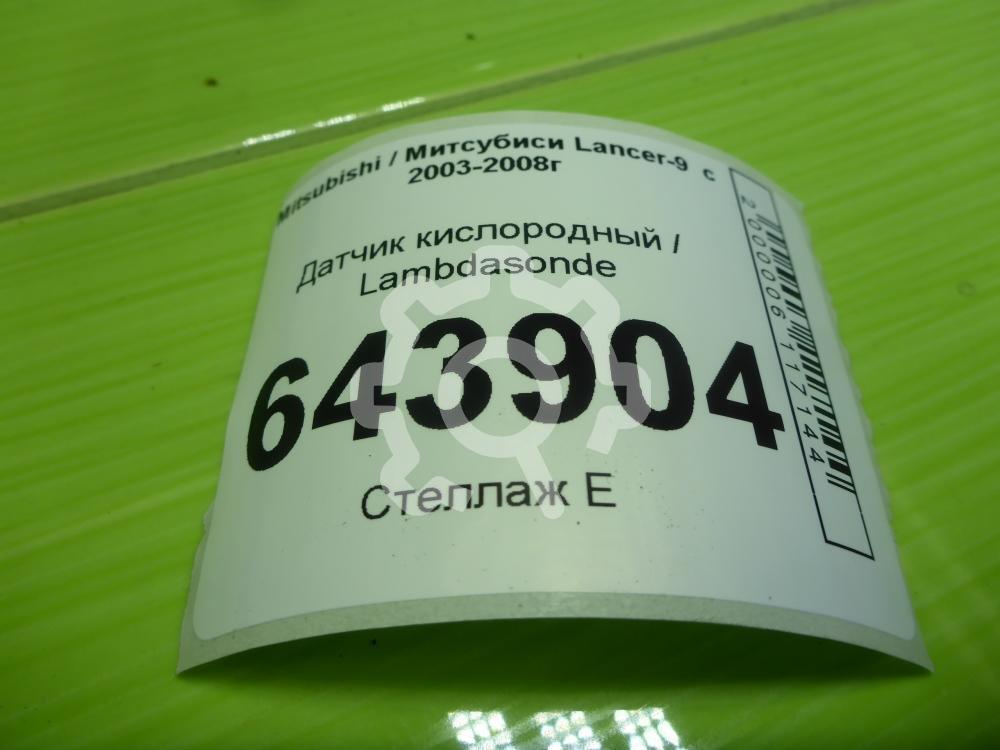 Mitsubishi / Митсубиси Lancer-9 с
2003-2008г
Датчик кислородный /
Lambdasonde
643904
Стеллаж Е
2000006117144